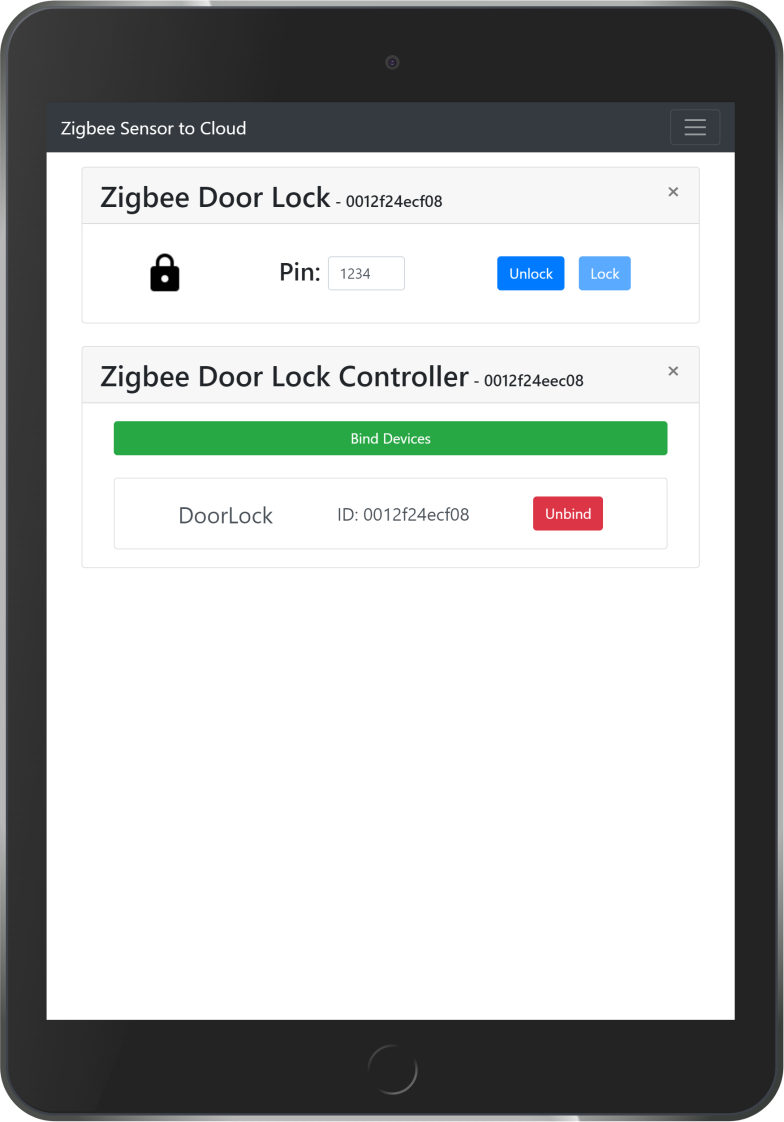 Zigbee Sensor to Cloud
Zigbee Door Lock - 0012f24ecf08 ×
Pin: 1234 Unlock Lock
Zigbee Door Lock Controller - 0012f24eec08 ×
Bind Devices
DoorLock ID: 0012f24ecf08 Unbind